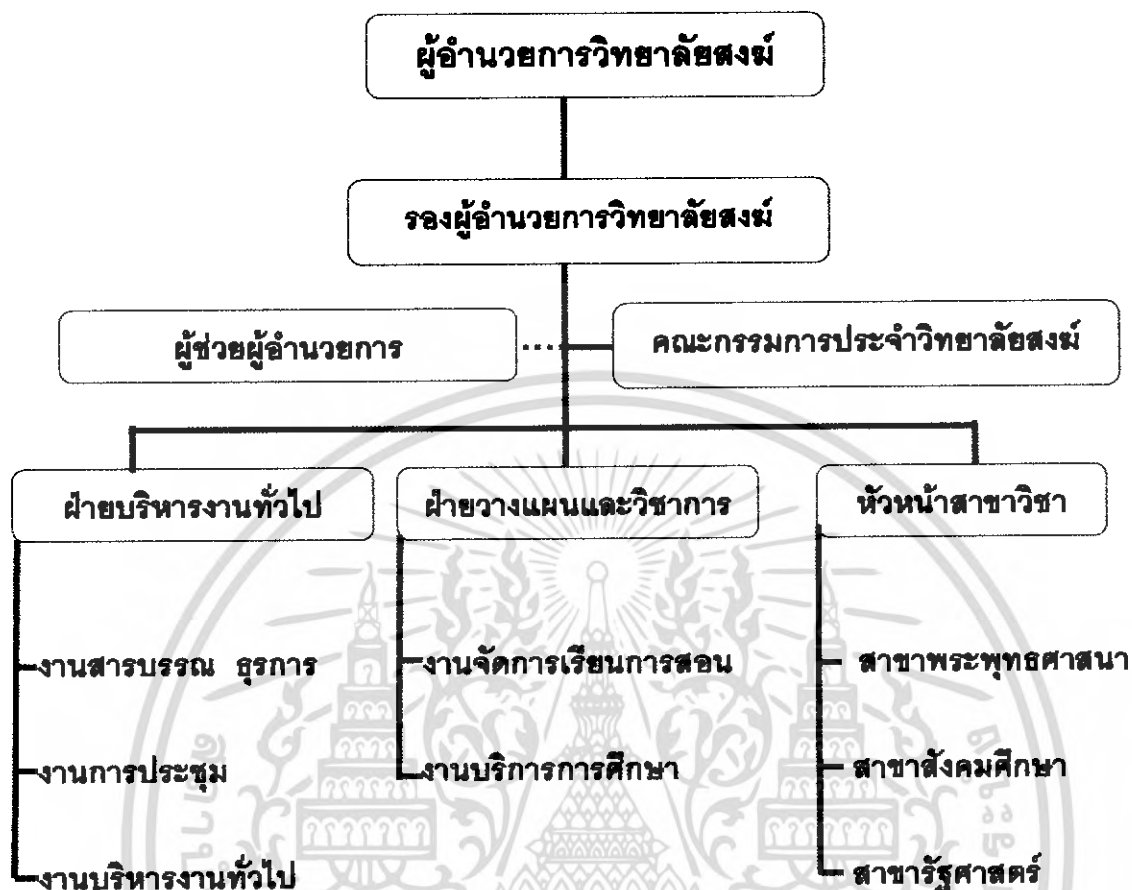 ผู้อำนวยการวิทยาลัยสงฆ์
รองผู้อำนวยการวิทยาลัยสงฆ์
ผู้ช่วยผู้อำนวยการ
คณะกรรมการประจำวิทยาลัยสงฆ์
ฝ่ายบริหารงานทั่วไป
ฝ่ายวางแผนและวิชาการ
หัวหน้าสาขาวิชา
งานสารบรรณ ธุรการ
งานจัดการเรียนการสอน
สาขาพระพุทธศาสนา
งานการประชุม
งานบริการการศึกษา
สาขาสังคมศึกษา
งานบริหารงานทั่วไป
สาขารัฐศาสตร์